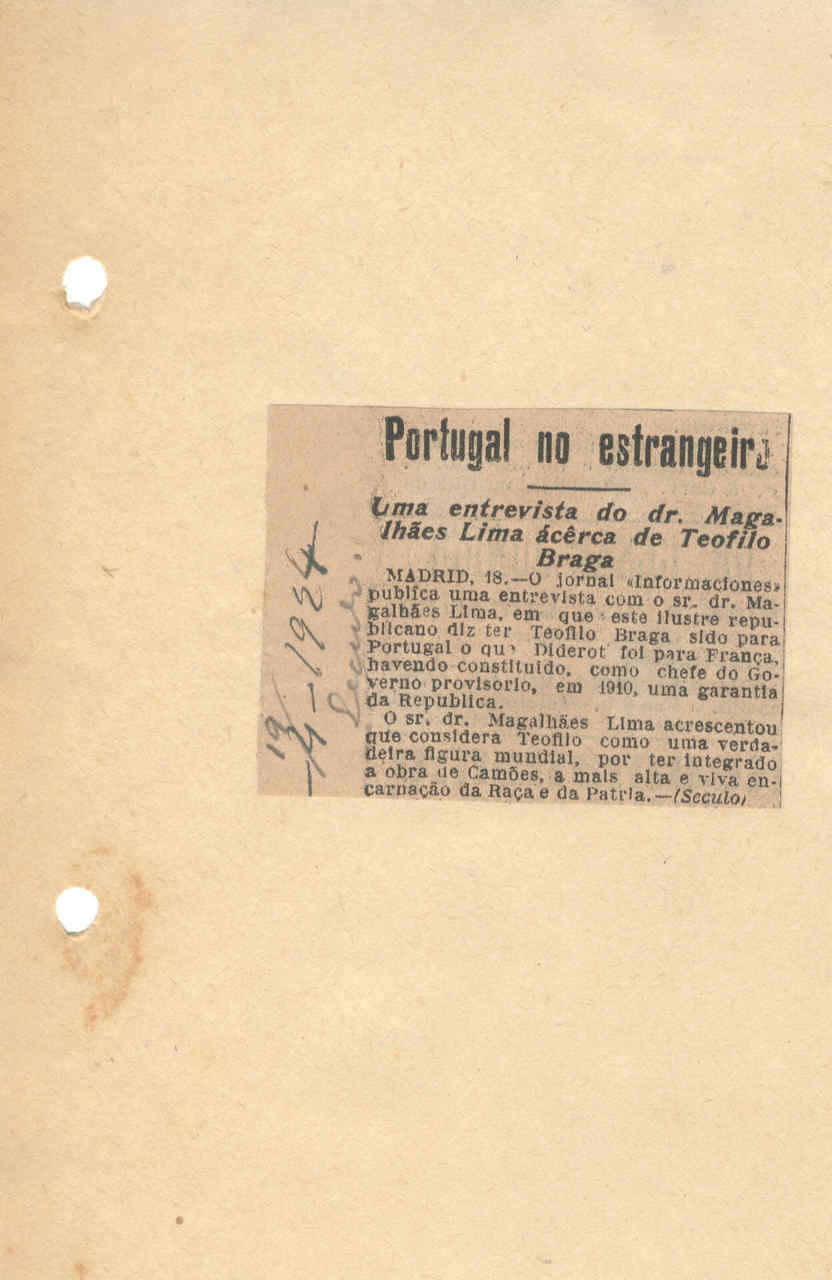 Portugal no estrangeiro
Uma entrevista do dr. Maga-
lhães Lima ácêrca de Teofilo
Braga
MADRID, 18.—O jornal «Informaciones»
publica uma entrevista com o sr. dr. Ma-
galhães Lima, em que este ilustre repu-
blicano diz ter Teofilo Braga sido para
Portugal o que Diderot foi para França,
havendo constituido, como chefe do Go-
verno provisorio, em 1910, uma garantia
da Republica.
O sr. dr. Magalhães Lima acrescentou
que considera Teofilo como uma verda-
deira figura mundial, por ter integrado
a obra de Camões, a mais alta e viva en-
carnação da Raça e da Patria.—(Seculo)